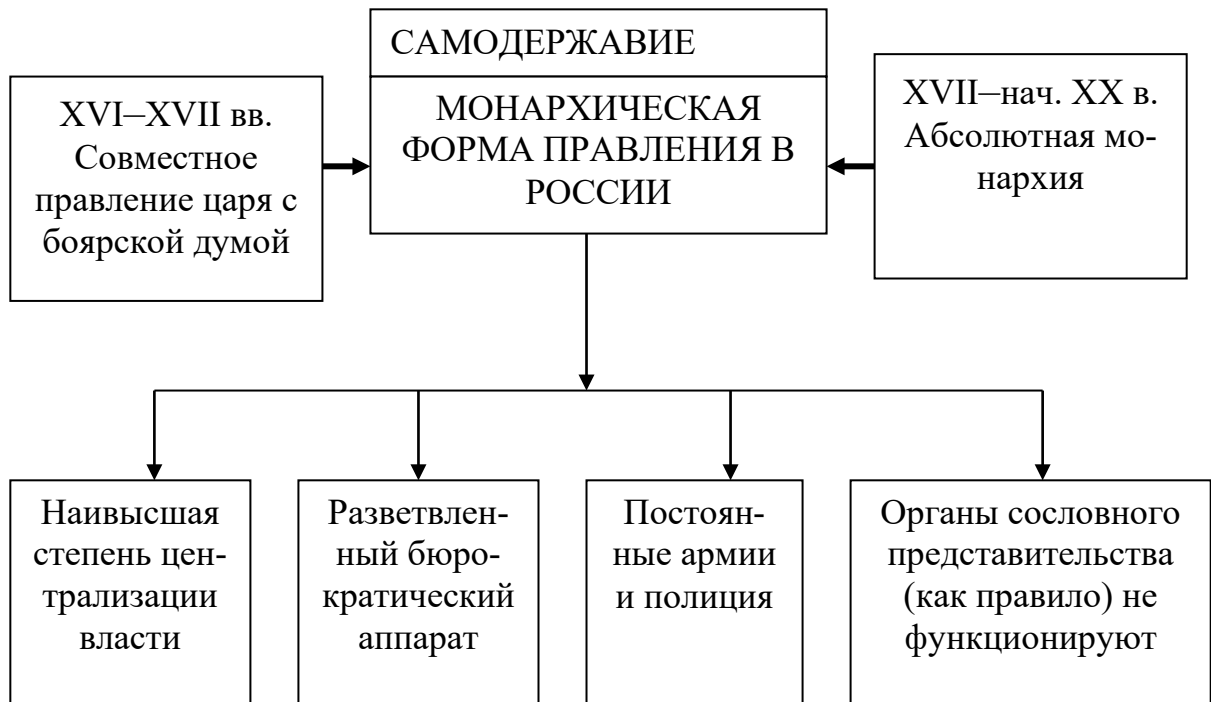 САМОДЕРЖАВИЕ
МОНАРХИЧЕСКАЯ
ФОРМА ПРАВЛЕНИЯ В
РОССИИ
XVI–XVII вв.
Совместное
правление царя с
боярской думой
XVII–нач. XX в.
Абсолютная мо-
нархия
Наивысшая
степень цен-
трализации
власти
Разветвлен-
ный бюро-
кратический
аппарат
Постоян-
ные армии
и полиция
Органы сословного
представительства
(как правило) не
функционируют